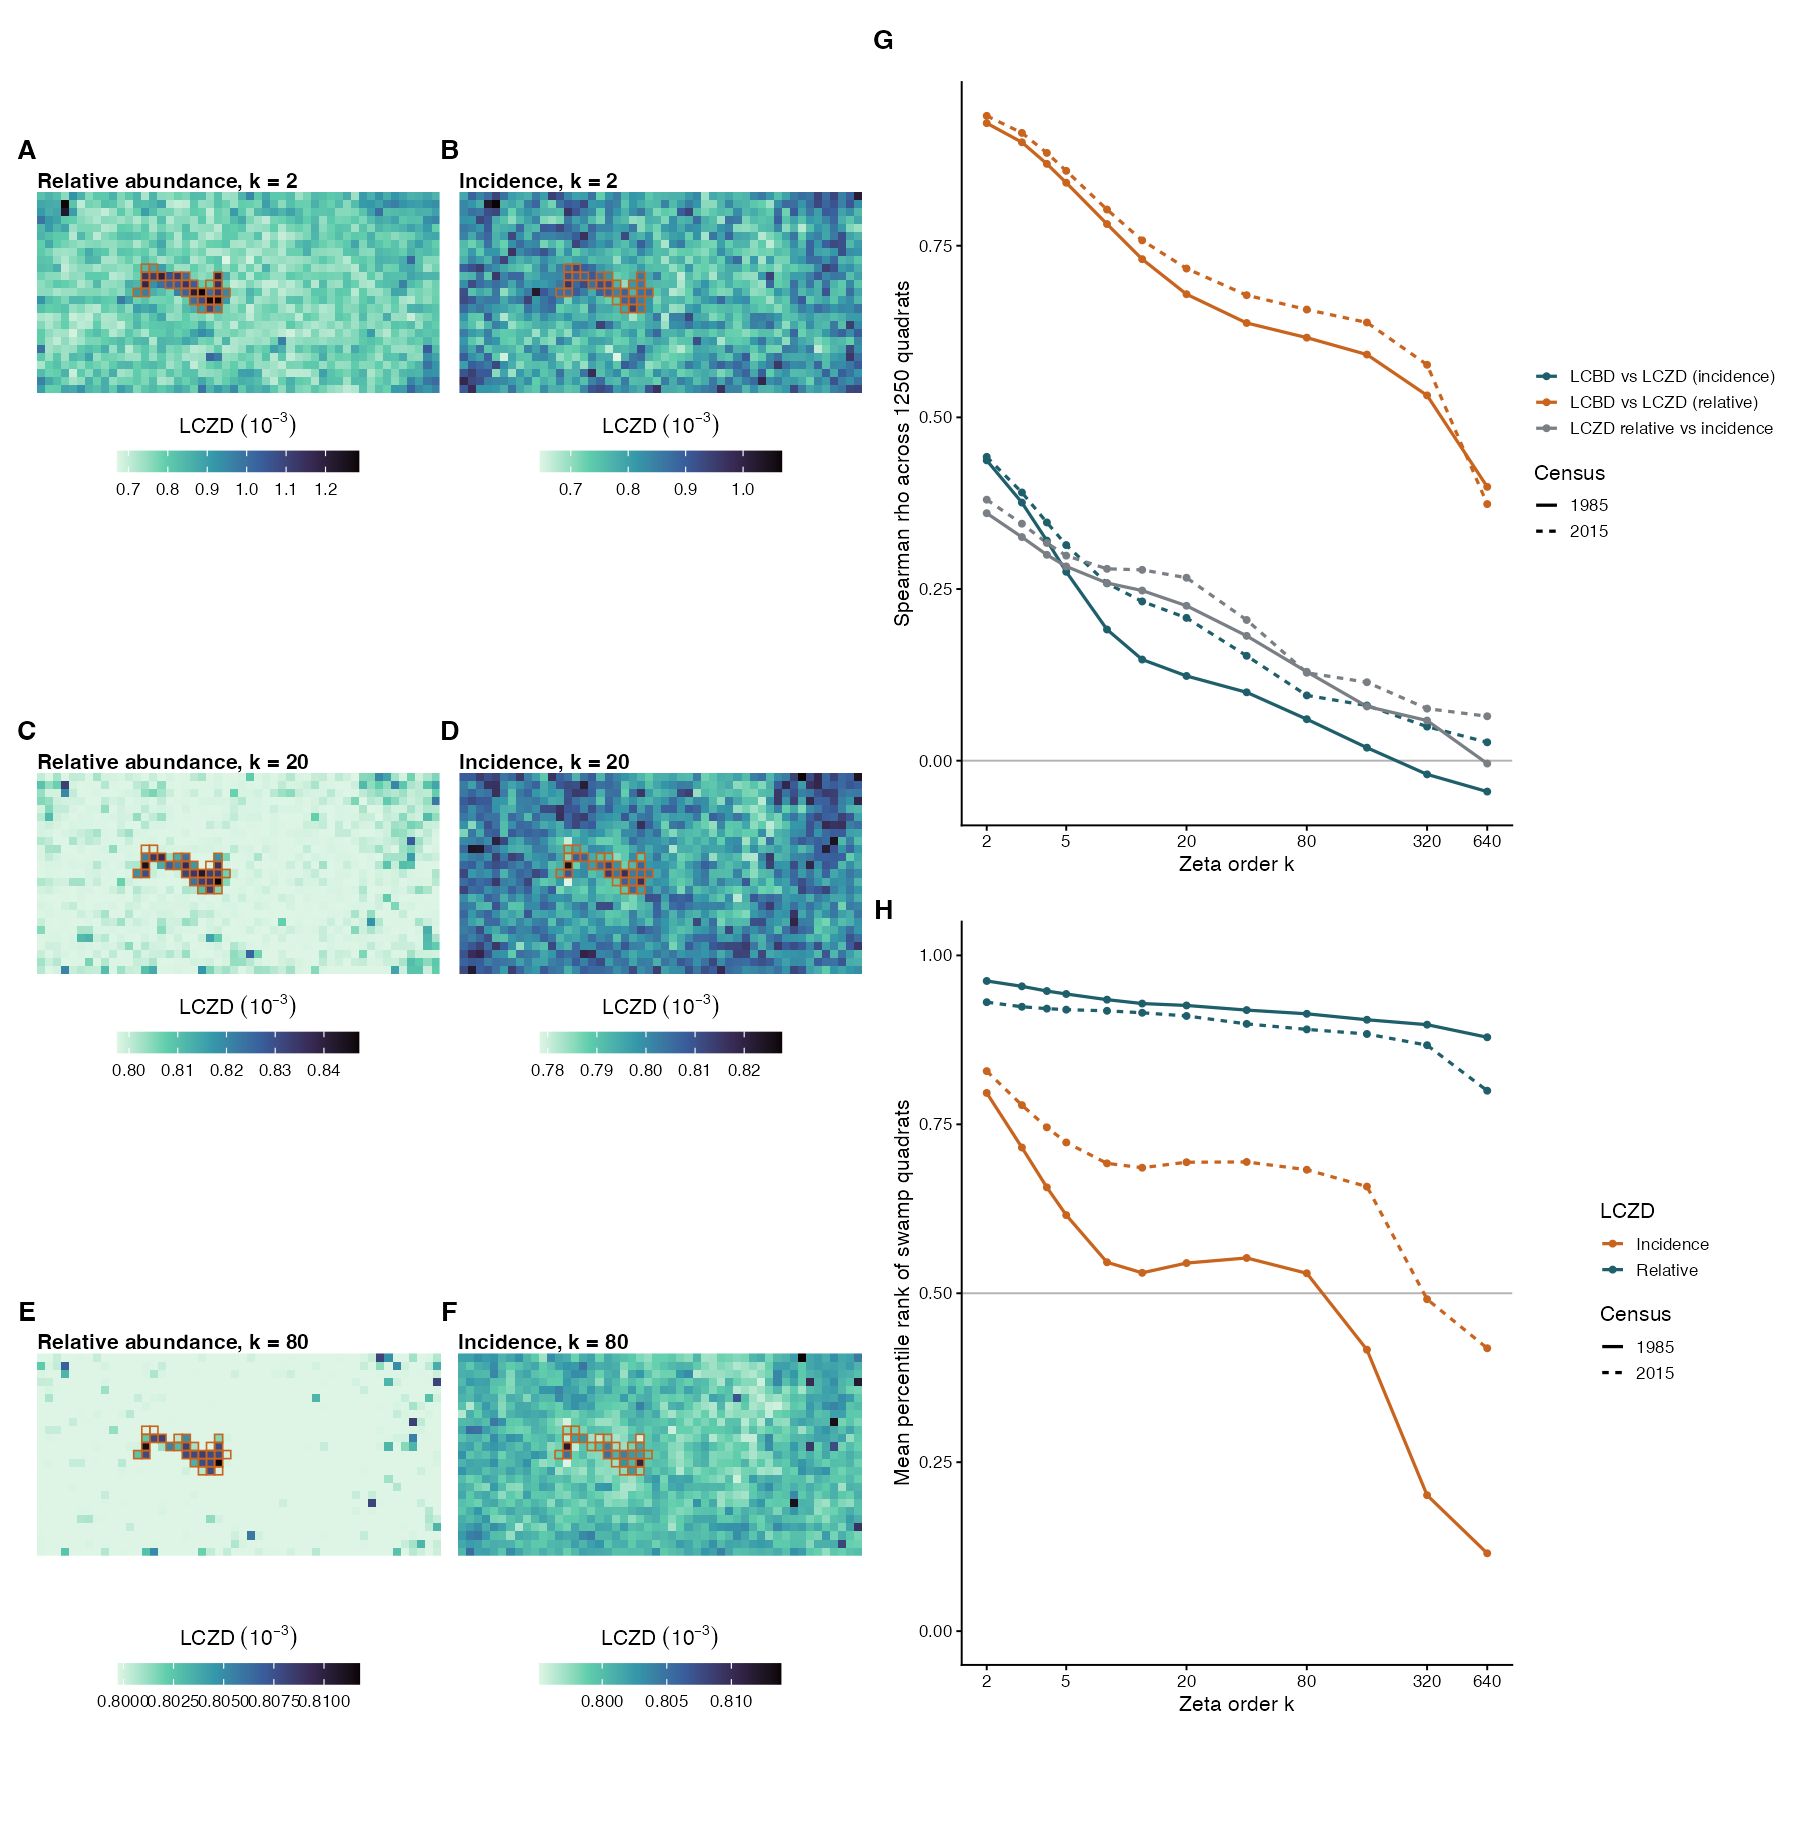 A
Relative abundance, k = 2
LCZD (10⁻³)
0.7 0.8 0.9 1.0 1.1 1.2
B
Incidence, k = 2
LCZD (10⁻³)
0.7 0.8 0.9 1.0
C
Relative abundance, k = 20
LCZD (10⁻³)
0.80 0.81 0.82 0.83 0.84
D
Incidence, k = 20
LCZD (10⁻³)
0.78 0.79 0.80 0.81 0.82
E
Relative abundance, k = 80
LCZD (10⁻³)
0.8000 0.8025 0.8050 0.8075 0.8100
F
Incidence, k = 80
LCZD (10⁻³)
0.800 0.805 0.810
G
Spearman rho across 1250 quadrats
0.75
0.50
0.25
0.00
2 5 20 80 320 640
Zeta order k
LCBD vs LCZD (incidence)
LCBD vs LCZD (relative)
LCZD relative vs incidence
Census
1985
2015
H
Mean percentile rank of swamp quadrats
1.00
0.75
0.50
0.25
0.00
2 5 20 80 320 640
Zeta order k
LCZD
Incidence
Relative
Census
1985
2015